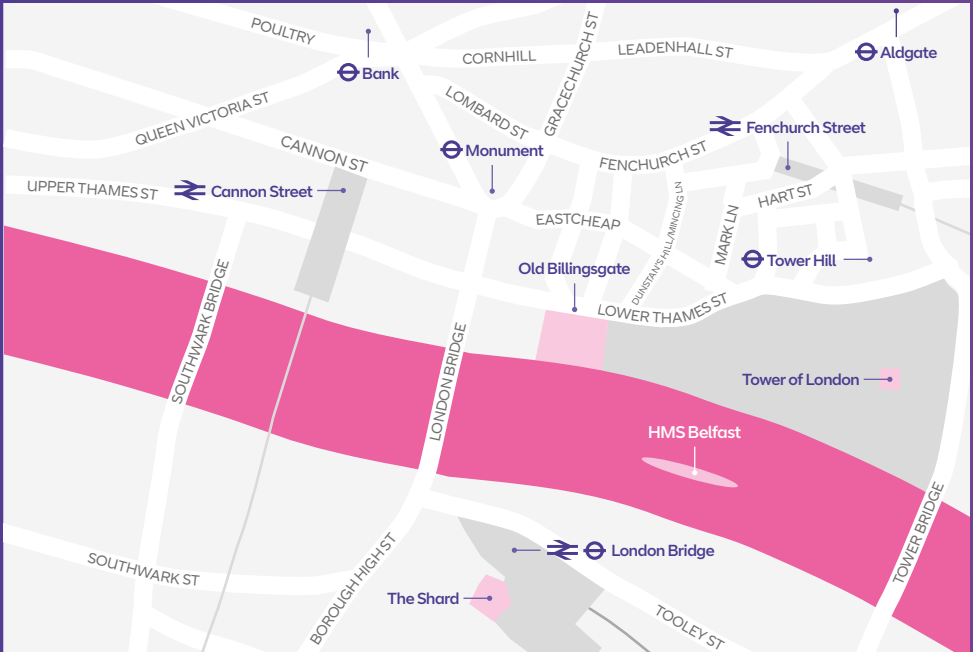 POULTRY
Bank
CORNHILL
GRACECHURCH ST
LEADENHALL ST
Aldgate
QUEEN VICTORIA ST
LOMBARD ST
CANNON ST
Monument
FENCHURCH ST
Fenchurch Street
UPPER THAMES ST
Cannon Street
EASTCHEAP
DUNSTAN'S HILL/MINCING LN
MARK LN
HART ST
Old Billingsgate
Tower Hill
LOWER THAMES ST
SOUTHWARK BRIDGE
LONDON BRIDGE
Tower of London
HMS Belfast
TOWER BRIDGE
London Bridge
SOUTHWARK ST
BOROUGH HIGH ST
The Shard
TOOLEY ST